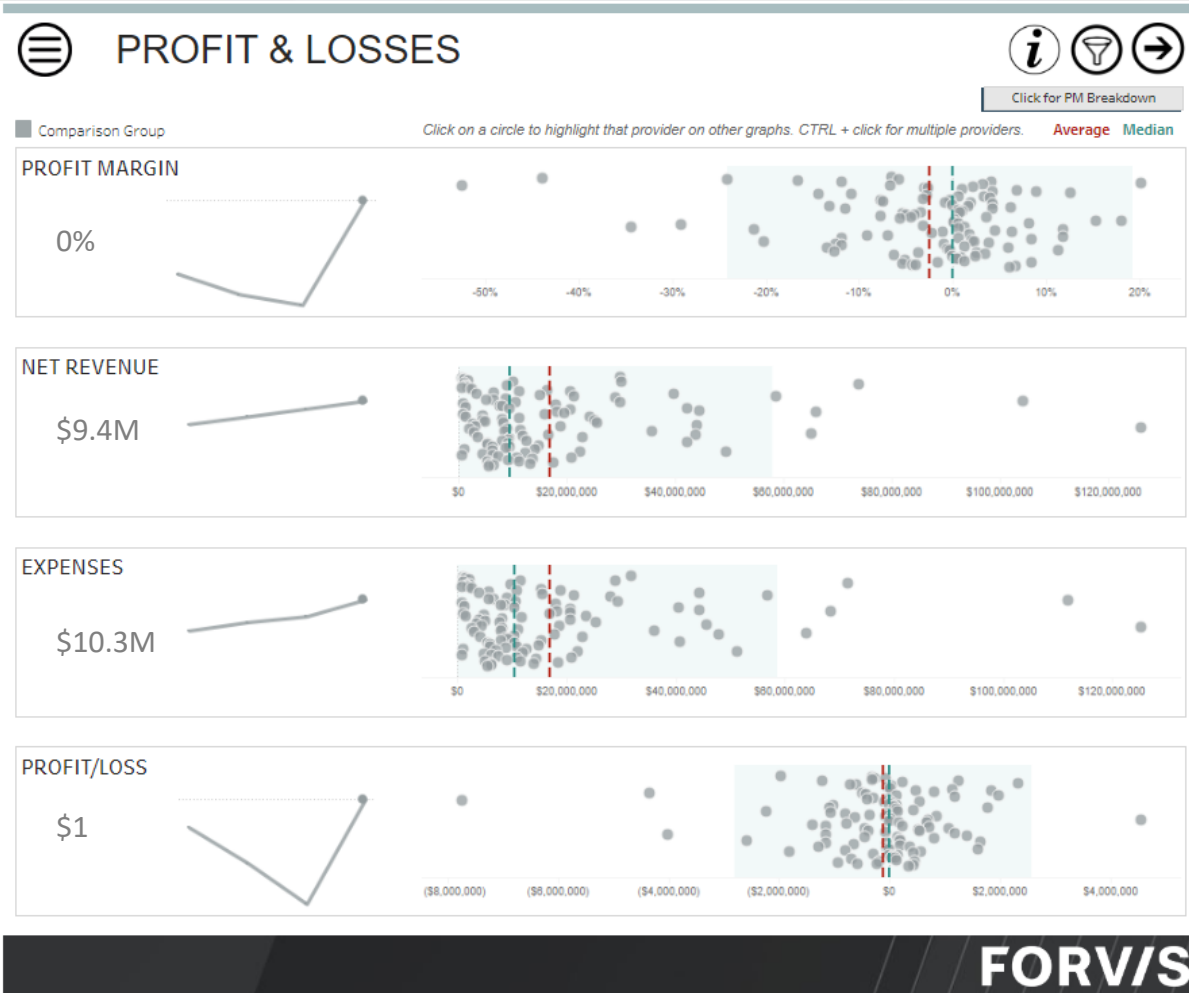 PROFIT & LOSSES
i
Click for PM Breakdown
Comparison Group
Click on a circle to highlight that provider on other graphs. CTRL + click for multiple providers.
Average Median
PROFIT MARGIN
0%
-50% -40% -30% -20% -10% 0% 10% 20%
NET REVENUE
$9.4M
$0 $20,000,000 $40,000,000 $60,000,000 $80,000,000 $100,000,000 $120,000,000
EXPENSES
$10.3M
$0 $20,000,000 $40,000,000 $60,000,000 $80,000,000 $100,000,000 $120,000,000
PROFIT/LOSS
$1
($8,000,000) ($6,000,000) ($4,000,000) ($2,000,000) $0 $2,000,000 $4,000,000
FORV/S